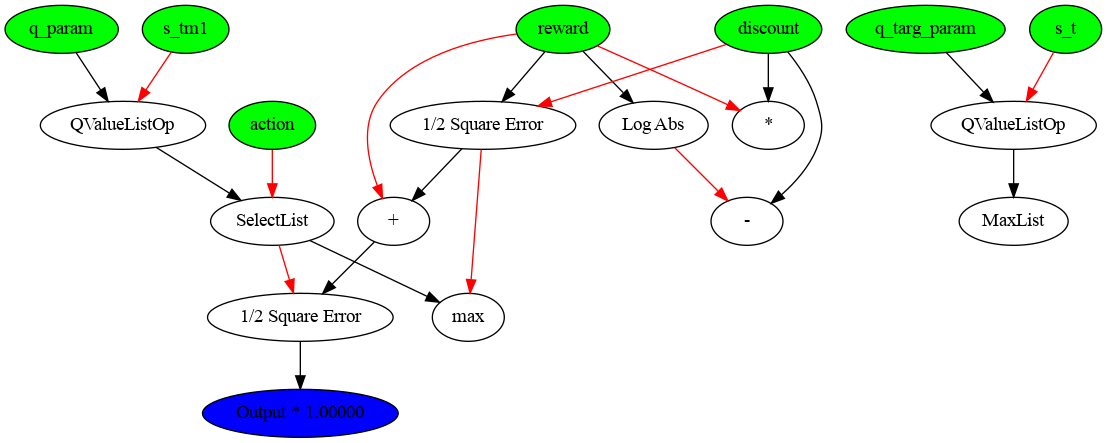 q_param
s_tm1
reward
discount
q_targ_param
s_t
QValueListOp
action
1/2 Square Error
Log Abs
*
QValueListOp
SelectList
+
-
MaxList
1/2 Square Error
max
Output * 1.00000